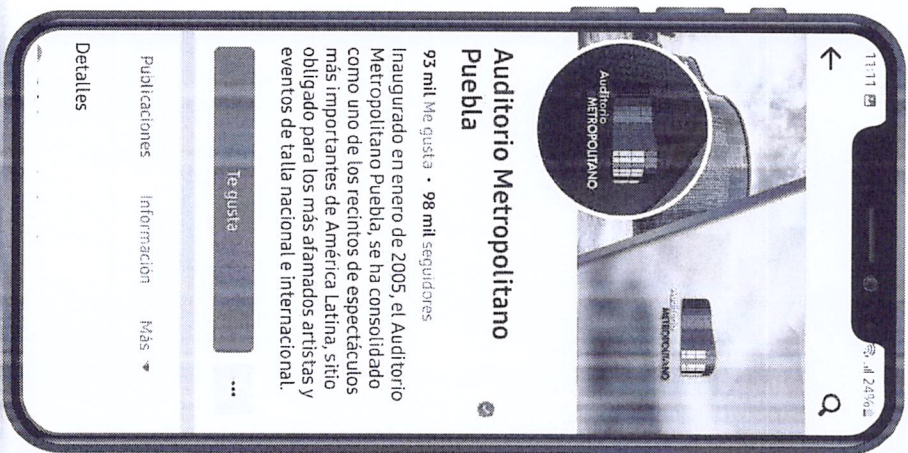 11:11 24%
Auditorio
METROPOLITANO
Auditorio
METROPOLITANO
Auditorio Metropolitano
Puebla
93 mil Me gusta • 98 mil seguidores
Inaugurado en enero de 2005, el Auditorio
Metropolitano Puebla, se ha consolidado
como uno de los recintos de espectáculos
más importantes de América Latina, sitio
obligado para los más afamados artistas y
eventos de talla nacional e internacional.
Te gusta
Publicaciones Información Más
Detalles